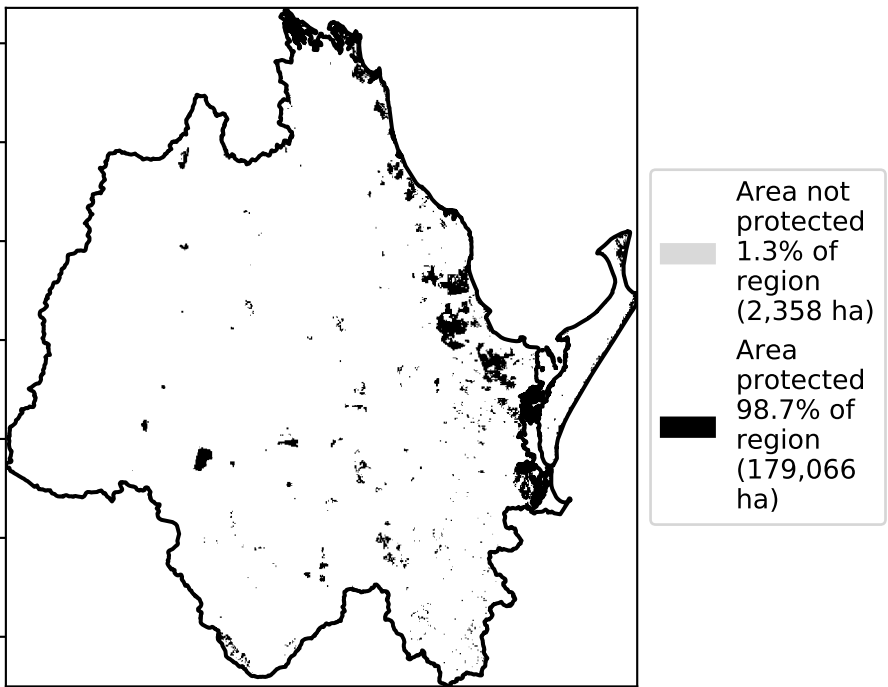 Area not
protected
1.3% of
region
(2,358 ha)
Area
protected
98.7% of
region
(179,066
ha)